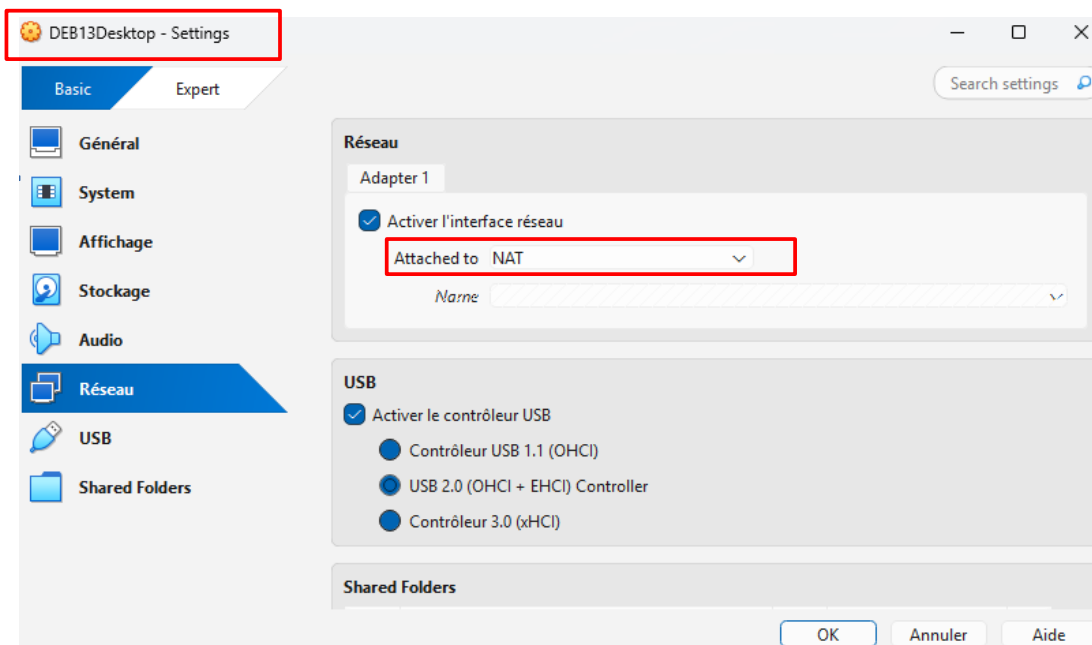 DEB13Desktop - Settings
Basic
Expert
Search settings
Général
System
Affichage
Stockage
Audio
Réseau
USB
Shared Folders
Réseau
Adapter 1
Activer l'interface réseau
Attached to NAT
Name
USB
Activer le contrôleur USB
Contrôleur USB 1.1 (OHCI)
USB 2.0 (OHCI + EHCI) Controller
Contrôleur 3.0 (xHCI)
Shared Folders
OK
Annuler
Aide